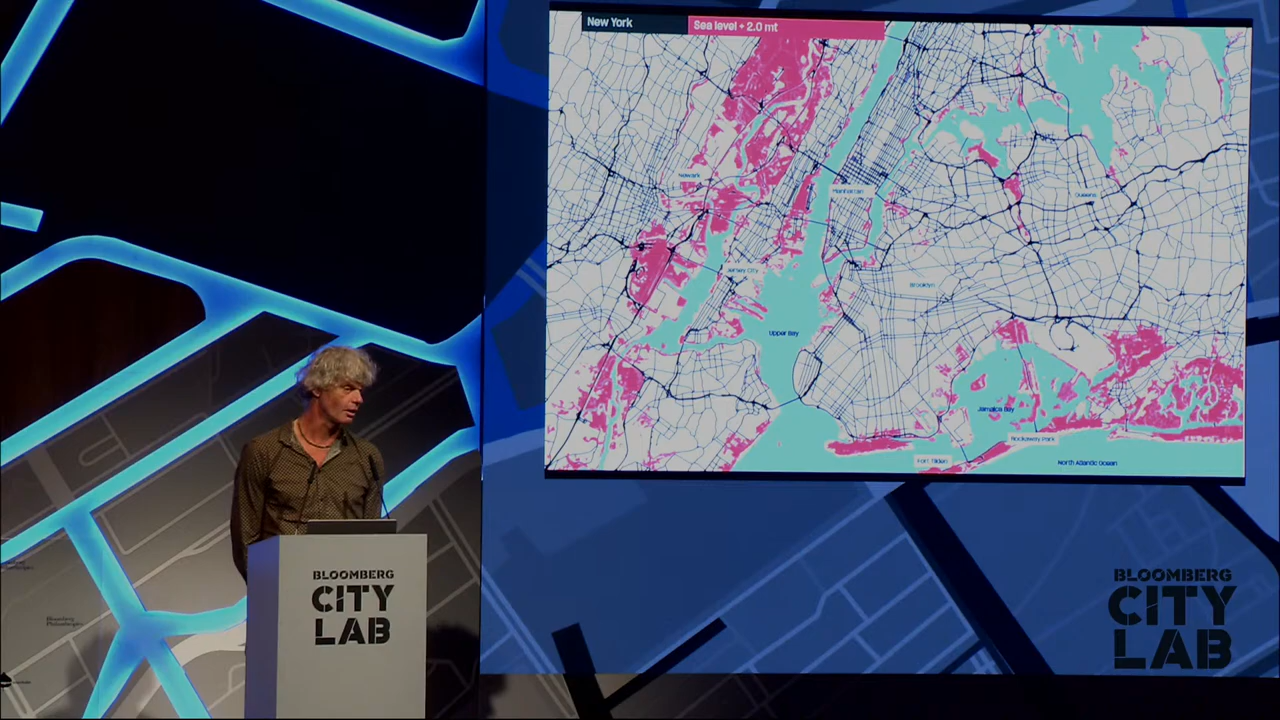 New York
Sea level + 2.0 mt
Newark
Manhattan
Queens
Jersey City
Brooklyn
Upper Bay
Jamaica Bay
Rockaway Park
Fort Tilden
North Atlantic Ocean
BLOOMBERG
CITY
LAB
BLOOMBERG
CITY
LAB